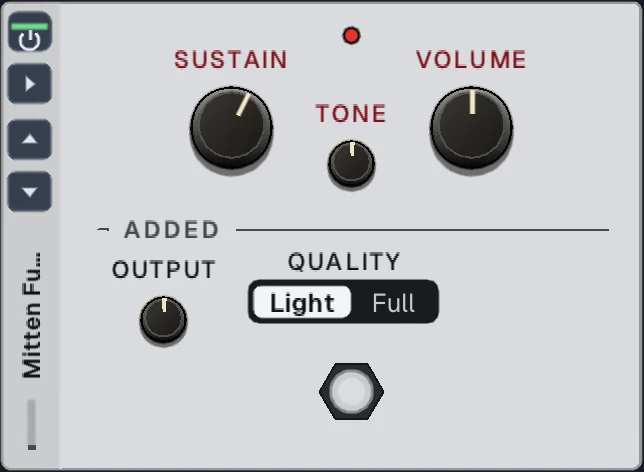 SUSTAIN
VOLUME
TONE
ADDED
OUTPUT
QUALITY
Light
Full
Mitten Fu...